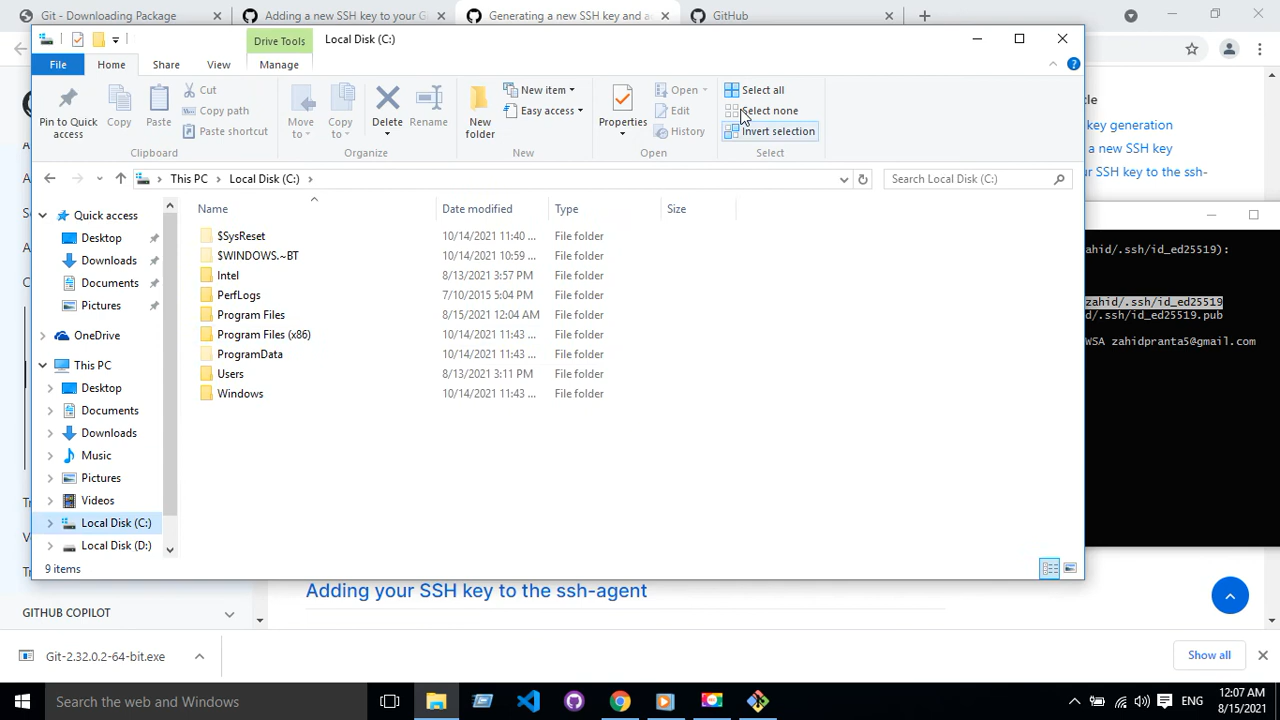 Git - Downloading Package
Adding a new SSH key to your Gi
Generating a new SSH key and a
GitHub
Drive Tools
Local Disk (C:)
File
Home
Share
View
Manage
Pin to Quick access
Copy
Paste
Cut
Copy path
Paste shortcut
Clipboard
Move to
Copy to
Delete
Rename
Organize
New folder
New item
Easy access
New
Properties
Open
Edit
History
Open
Select all
Select none
Invert selection
Select
This PC
Local Disk (C:)
Search Local Disk (C:)
Quick access
Desktop
Downloads
Documents
Pictures
OneDrive
This PC
Desktop
Documents
Downloads
Music
Pictures
Videos
Local Disk (C:)
Local Disk (D:)
Name Date modified Type Size
$SysReset 10/14/2021 11:40 ... File folder
$WINDOWS.~BT 10/14/2021 10:59 ... File folder
Intel 8/13/2021 3:57 PM File folder
PerfLogs 7/10/2015 5:04 PM File folder
Program Files 8/15/2021 12:04 AM File folder
Program Files (x86) 10/14/2021 11:43 ... File folder
ProgramData 10/14/2021 11:43 ... File folder
Users 8/13/2021 3:11 PM File folder
Windows 10/14/2021 11:43 ... File folder
9 items
key generation
a new SSH key
SSH key to the ssh-
ahid/.ssh/id_ed25519):
zahid/.ssh/id_ed25519
d/.ssh/id_ed25519.pub
WSA zahidpranta5@gmail.com
Adding your SSH key to the ssh-agent
GITHUB COPILOT
Git-2.32.0.2-64-bit.exe
Show all
Search the web and Windows
ENG
12:07 AM
8/15/2021